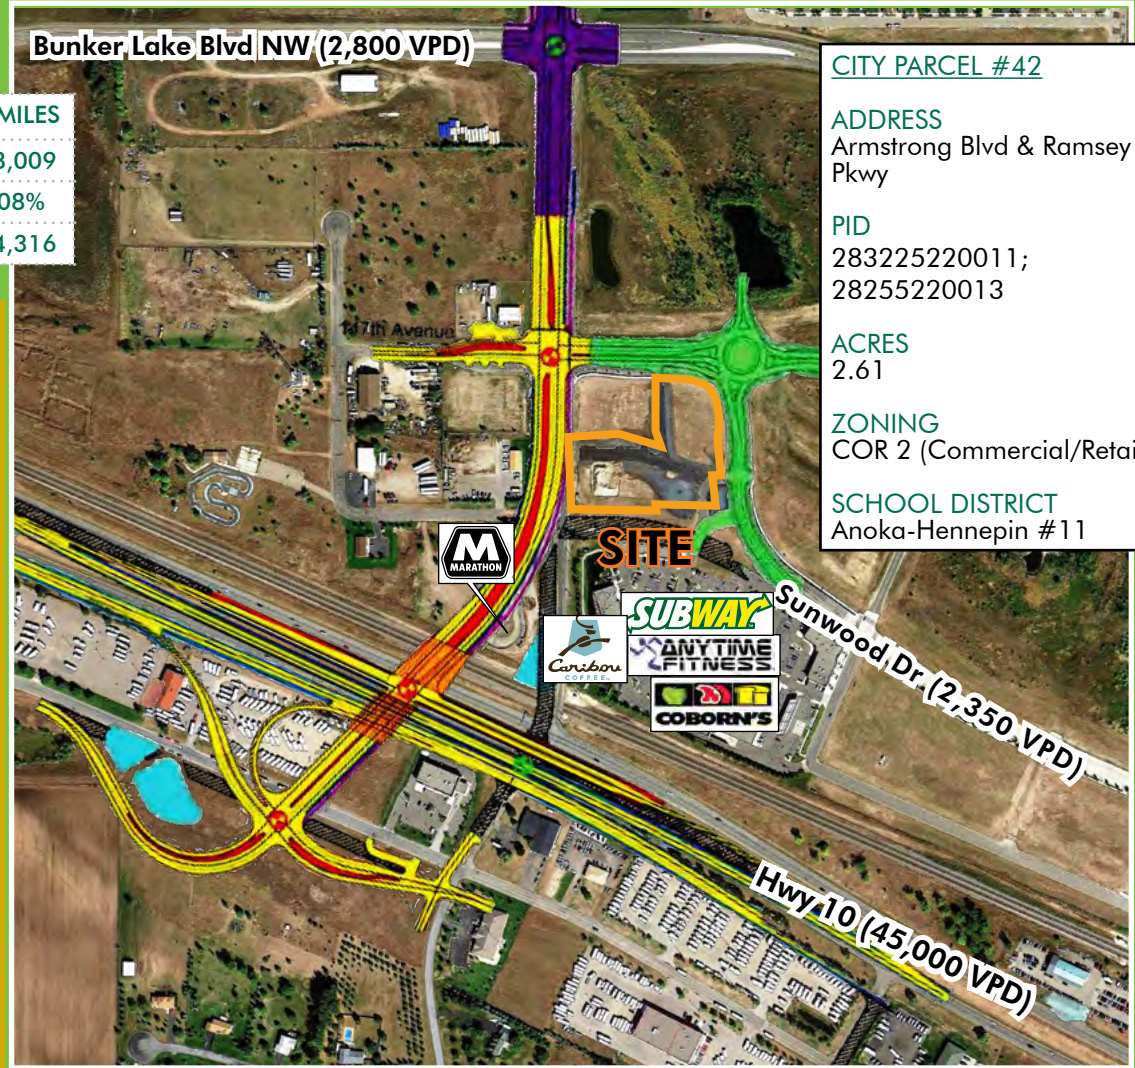 Bunker Lake Blvd NW (2,800 VPD)
MILES
3,009
08%
4,316
CITY PARCEL #42
ADDRESS
Armstrong Blvd & Ramsey
Pkwy
PID
283225220011;
28255220013
ACRES
2.61
ZONING
COR 2 (Commercial/Retai
SCHOOL DISTRICT
Anoka-Hennepin #11
147th Avenue
SITE
M
MARATHON
SUBWAY
Caribou
COFFEE
ANYTIME
FITNESS
COBORN'S
Sunwood Dr (2,350 VPD)
Hwy 10 (45,000 VPD)